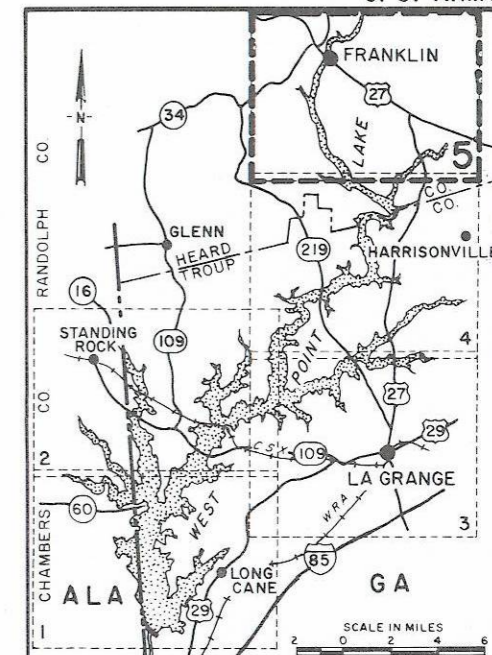 FRANKLIN
27
34
N
LAKE
5
CO.
CO.
CO.
RANDOLPH
GLENN
HEARD
TROUP
219
HARRISONVILLE
16
STANDING
ROCK
109
POINT
4
27
CO.
29
CSX
109
LA GRANGE
2
60
WEST
W.R.A.
3
CHAMBERS
85
LONG
CANE
ALA
29
GA
1
SCALE IN MILES
2 0 2 4 6